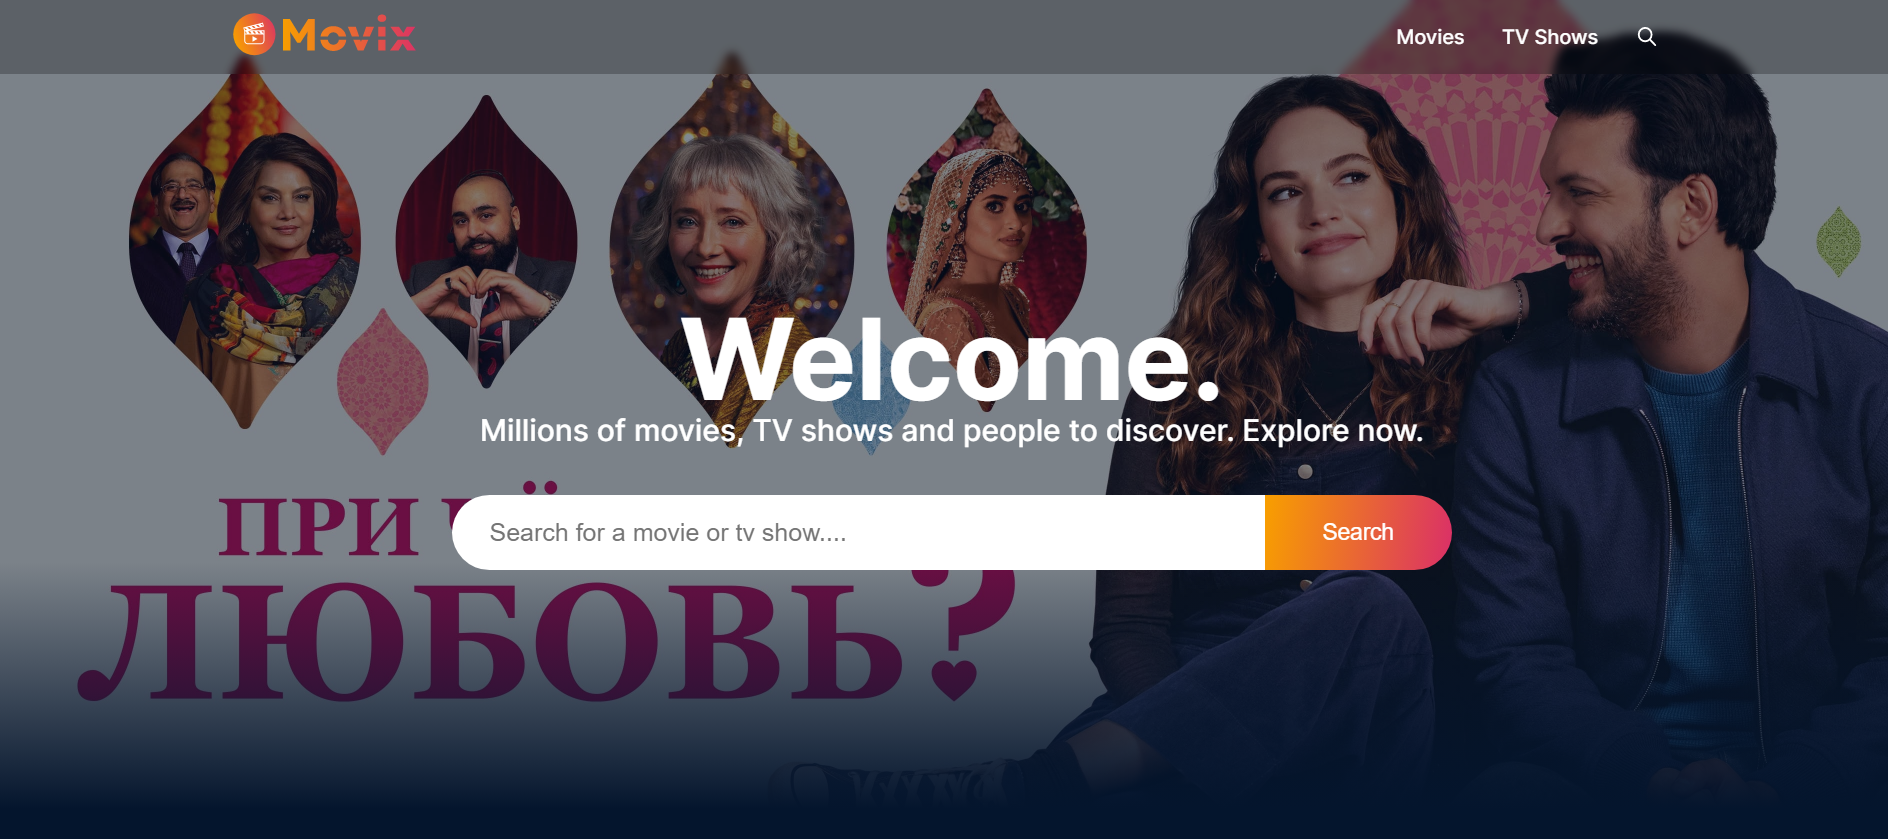 Movix
Movies
TV Shows
Welcome.
Millions of movies, TV shows and people to discover. Explore now.
ПРИ
Search for a movie or tv show....
Search
ЛЮБОВЬ?